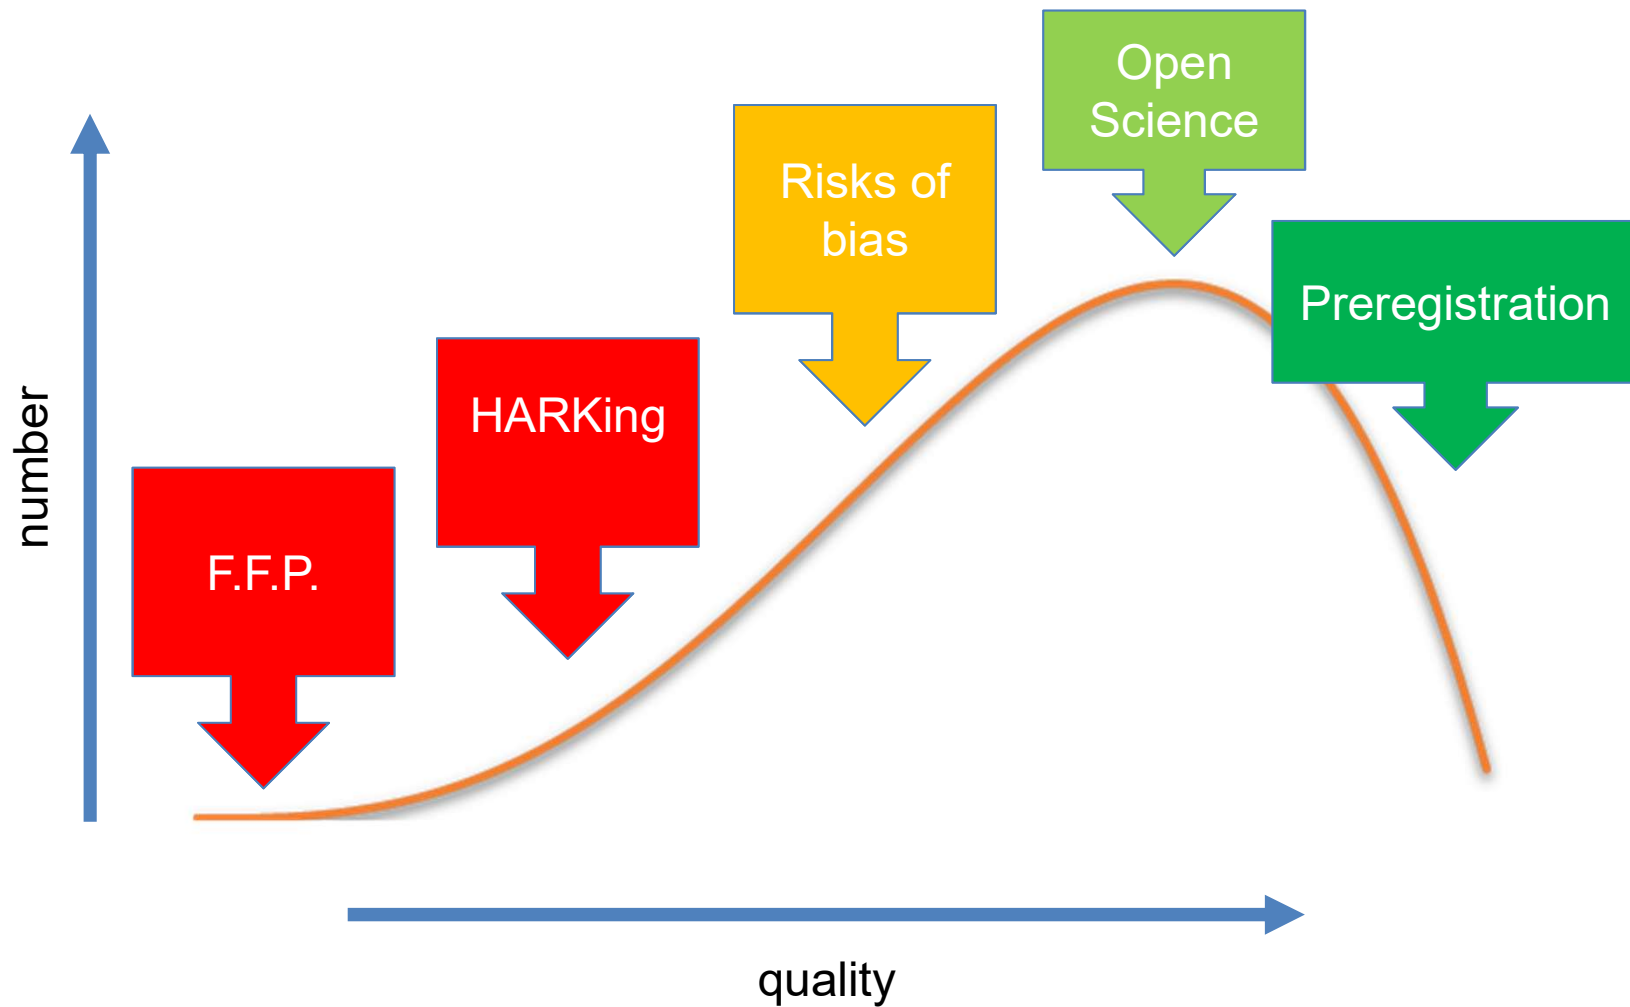 Open
Science
Risks of
bias
Preregistration
HARKing
number
F.F.P.
quality